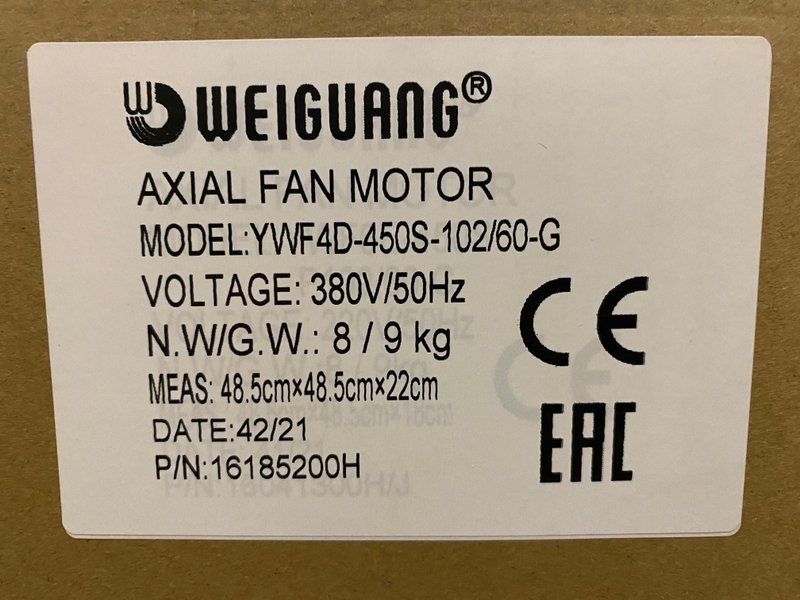 W WEIGUANG®
AXIAL FAN MOTOR
MODEL:YWF4D-450S-102/60-G
VOLTAGE: 380V/50Hz
N.W/G.W.: 8 / 9 kg
MEAS: 48.5cm×48.5cm×22cm
DATE:42/21
P/N:16185200H
CE
EAC